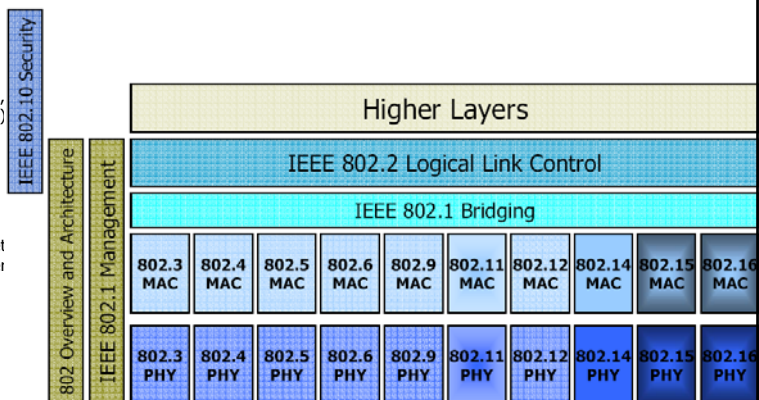 IEEE 802.10 Security
802 Overview and Architecture
IEEE 802.1 Management
Higher Layers
IEEE 802.2 Logical Link Control
IEEE 802.1 Bridging
802.3 802.4 802.5 802.6 802.9 802.11 802.12 802.14 802.15 802.16
MAC MAC MAC MAC MAC MAC MAC MAC MAC MAC
802.3 802.4 802.5 802.6 802.9 802.11 802.12 802.14 802.15 802.16
PHY PHY PHY PHY PHY PHY PHY PHY PHY PHY